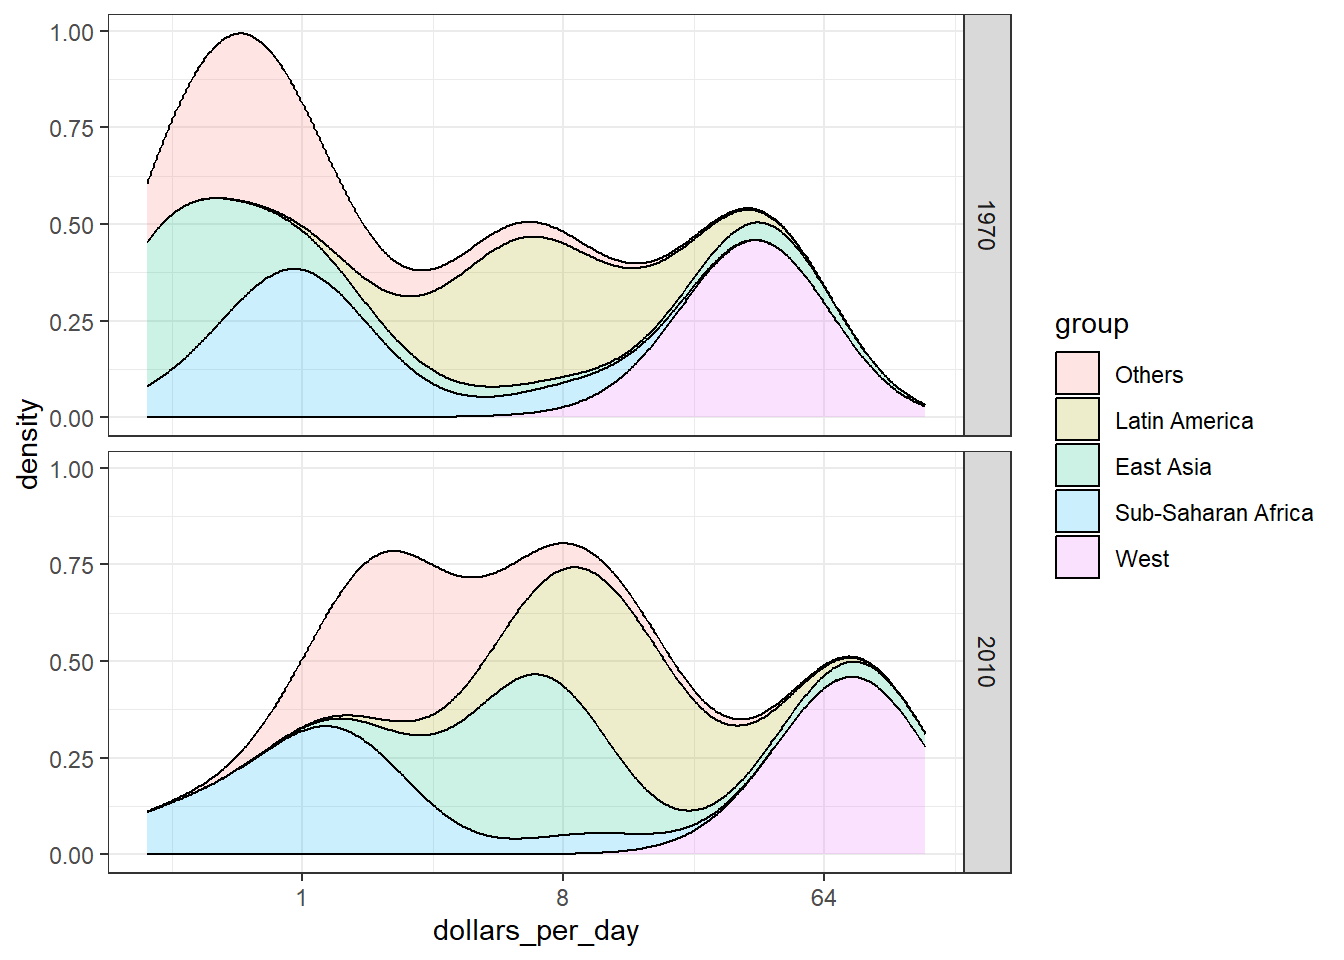 1.00
0.75
0.50
0.25
0.00
1970
1.00
0.75
0.50
0.25
0.00
2010
density
1 8 64
dollars_per_day
group
Others
Latin America
East Asia
Sub-Saharan Africa
West